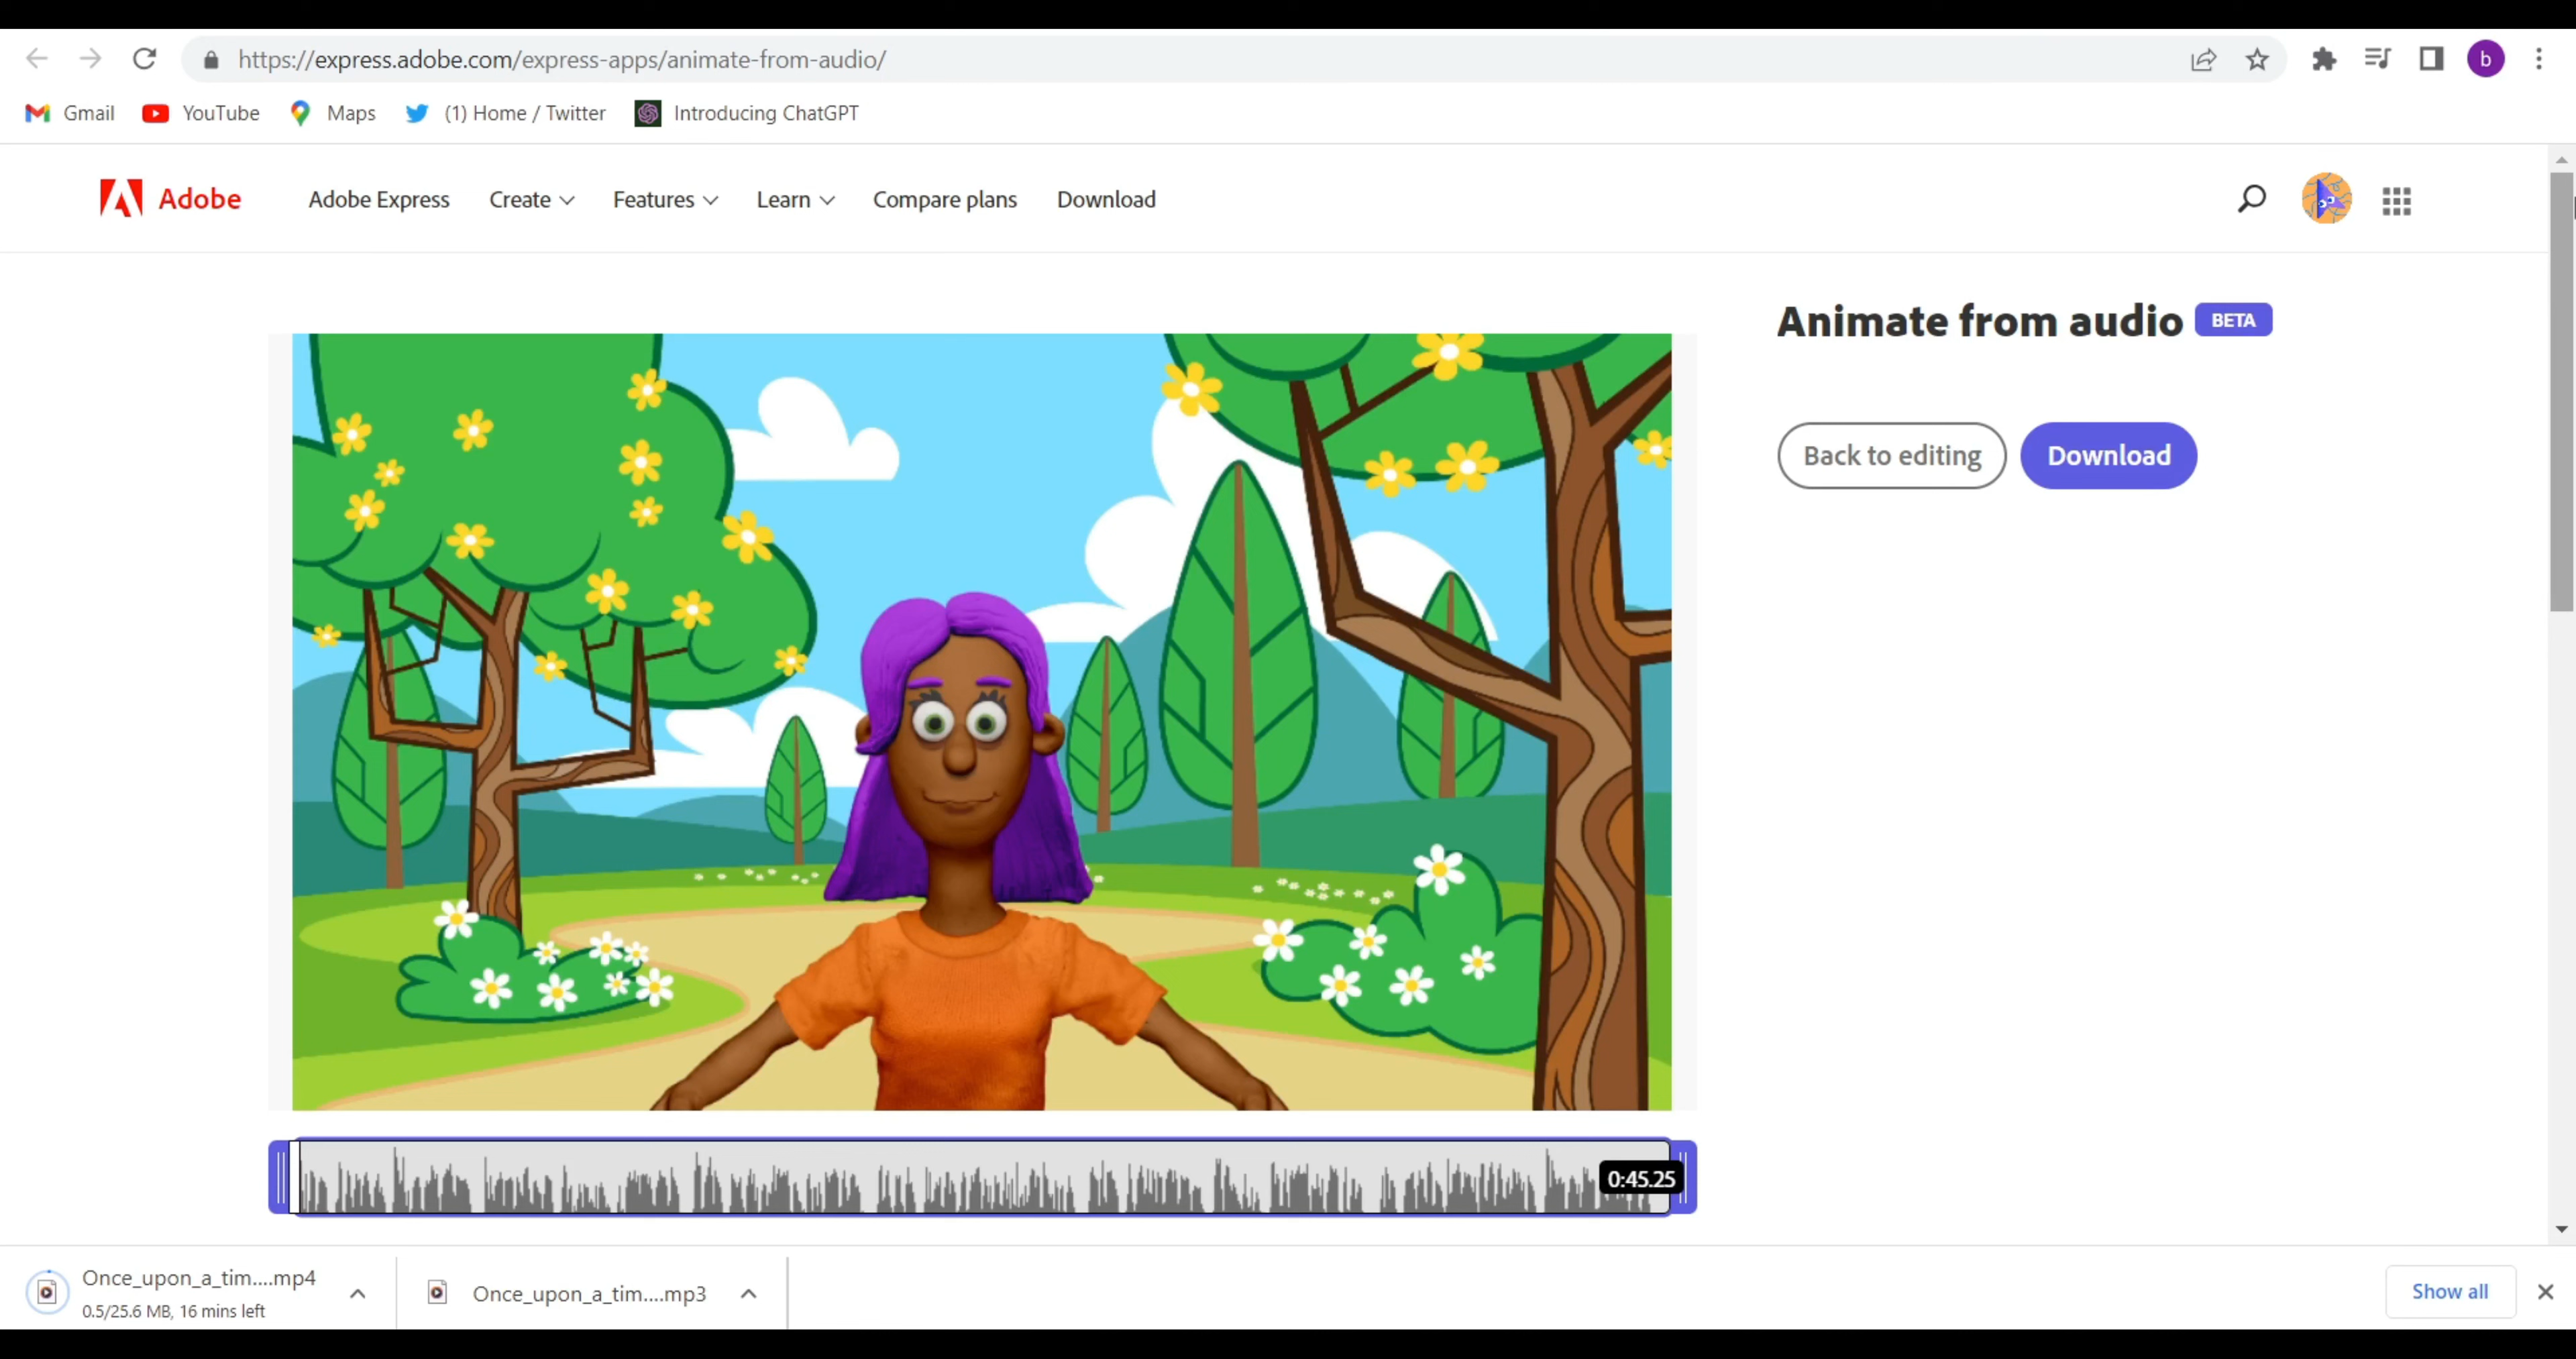 https://express.adobe.com/express-apps/animate-from-audio/
b
Gmail YouTube Maps (1) Home / Twitter Introducing ChatGPT
Adobe Adobe Express Create Features Learn Compare plans Download
Animate from audio BETA
Back to editing Download
0:45.25
Once_upon_a_tim....mp4
0.5/25.6 MB, 16 mins left
Once_upon_a_tim....mp3
Show all